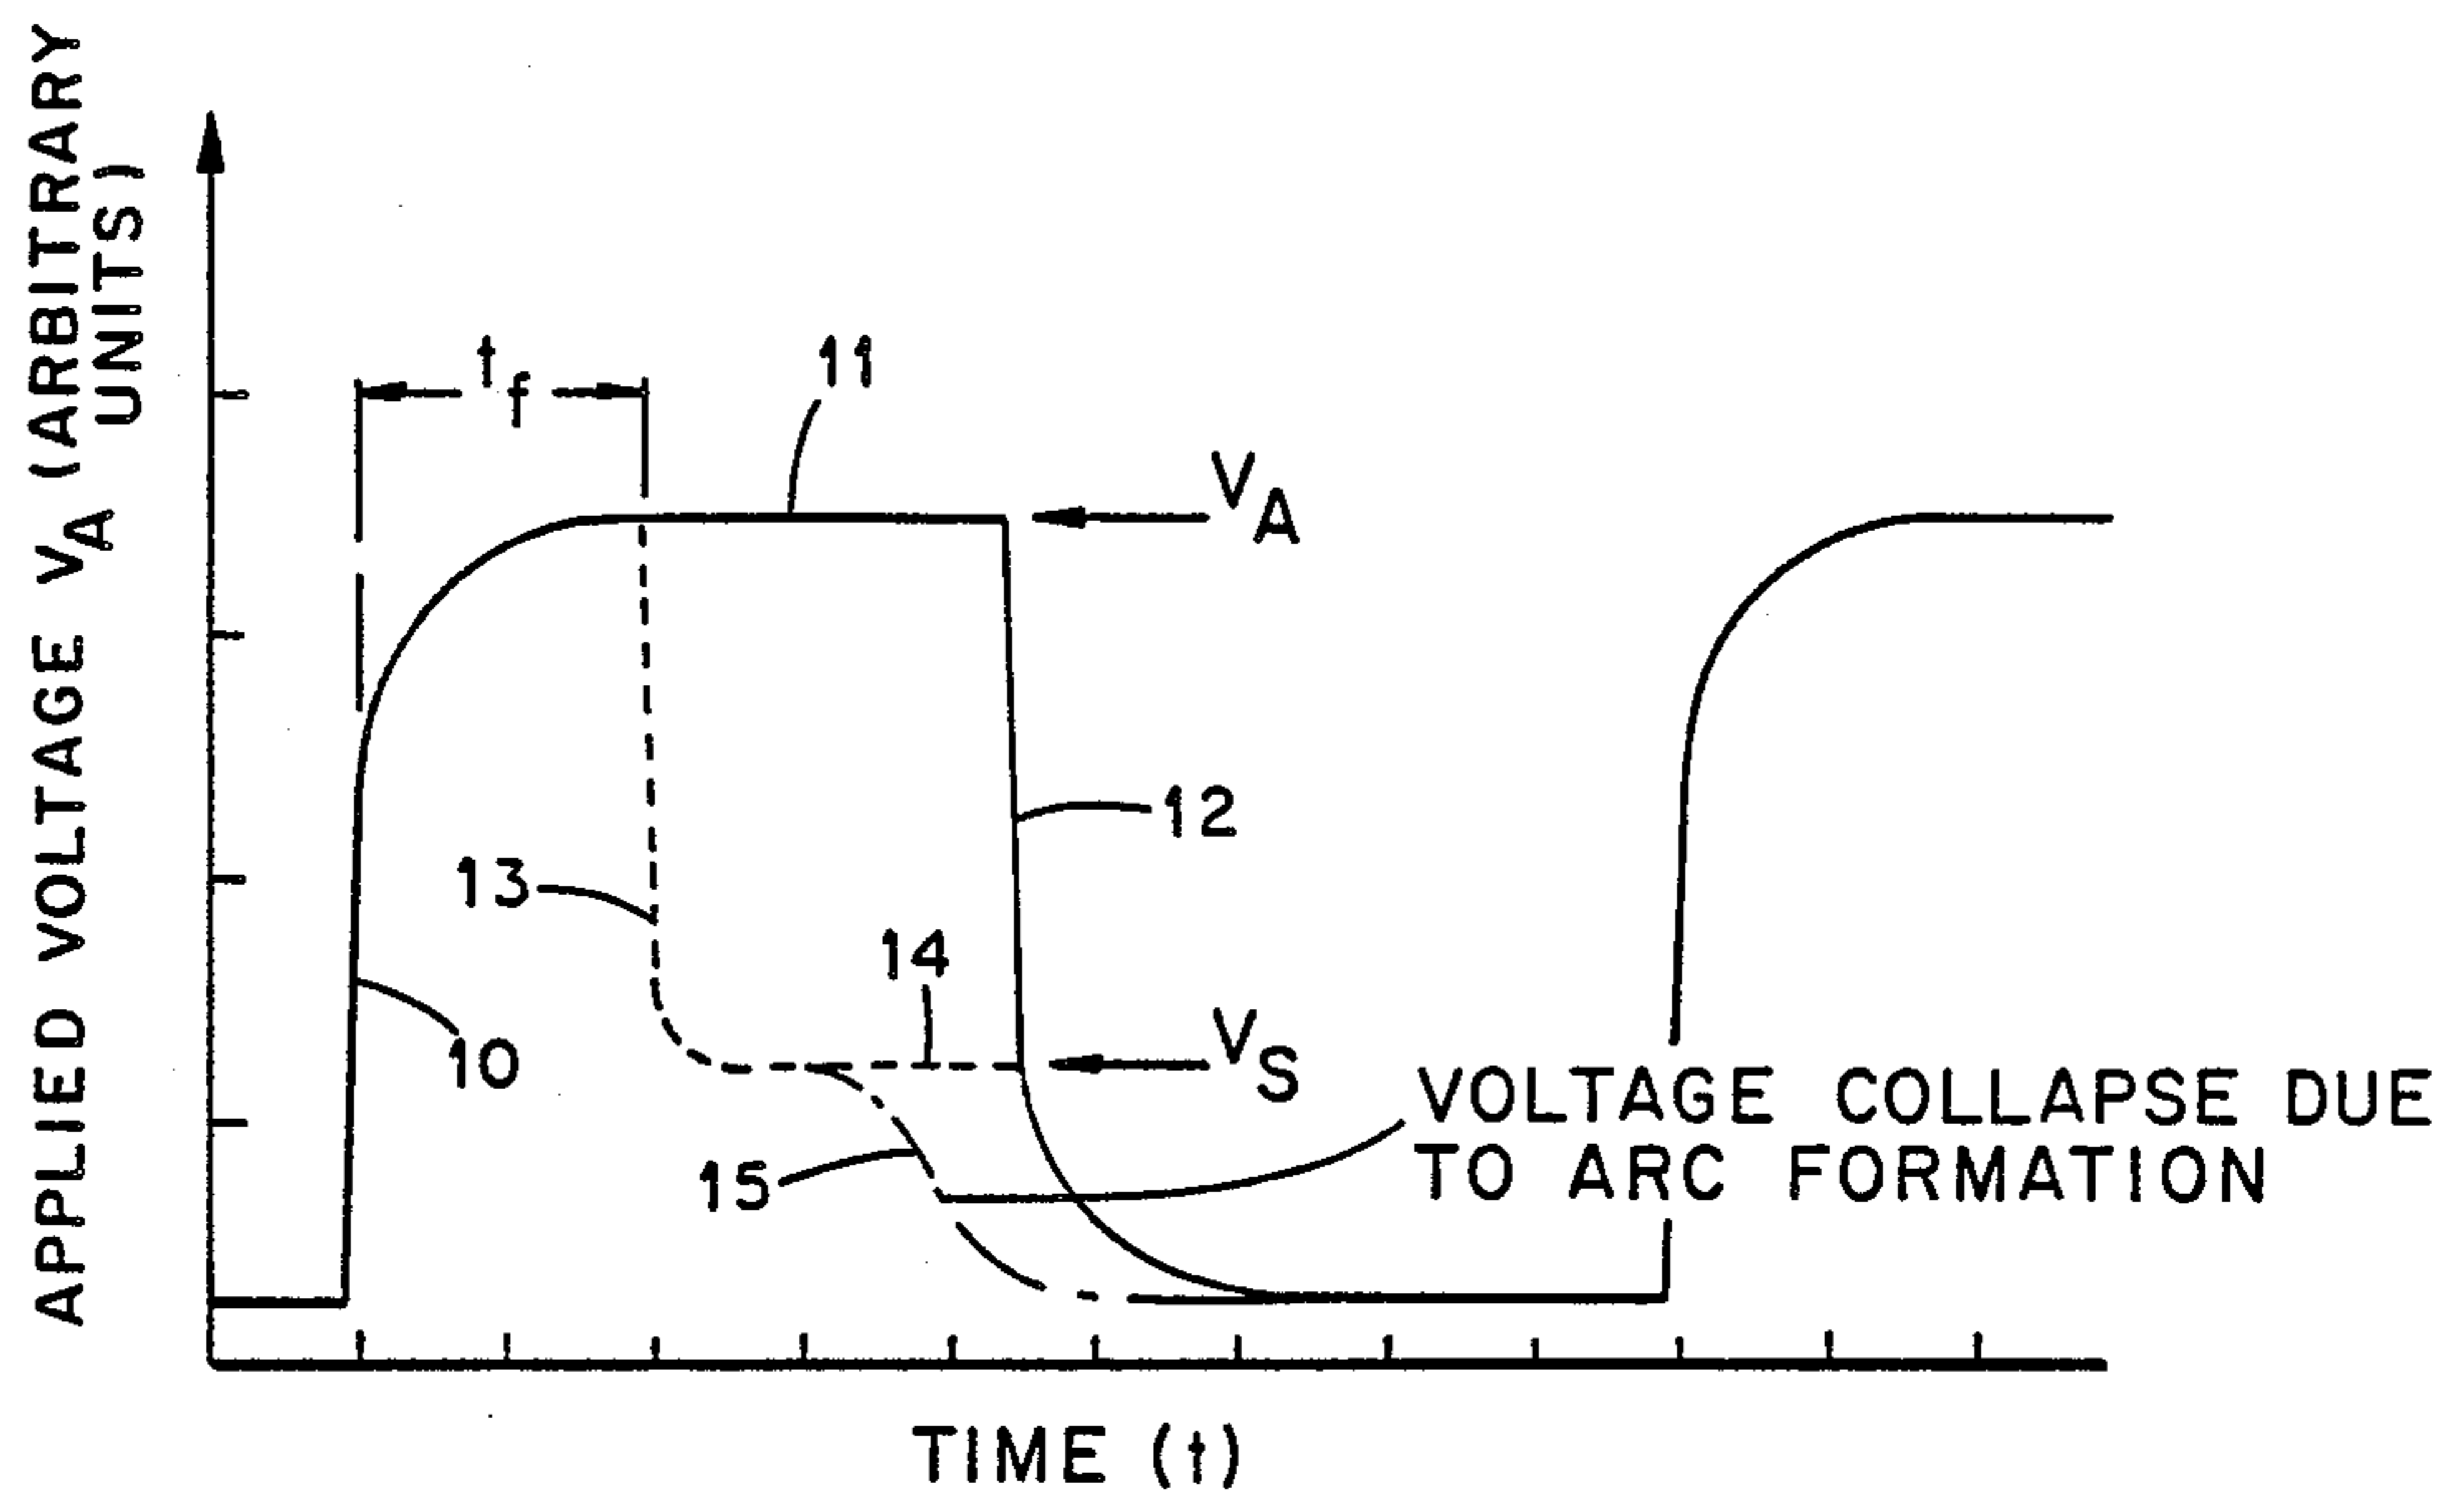 APPLIED VOLTAGE VA (ARBITRARY
UNITS)
tf
11
VA
12
13
14
10
VS
15
VOLTAGE COLLAPSE DUE
TO ARC FORMATION
TIME (t)